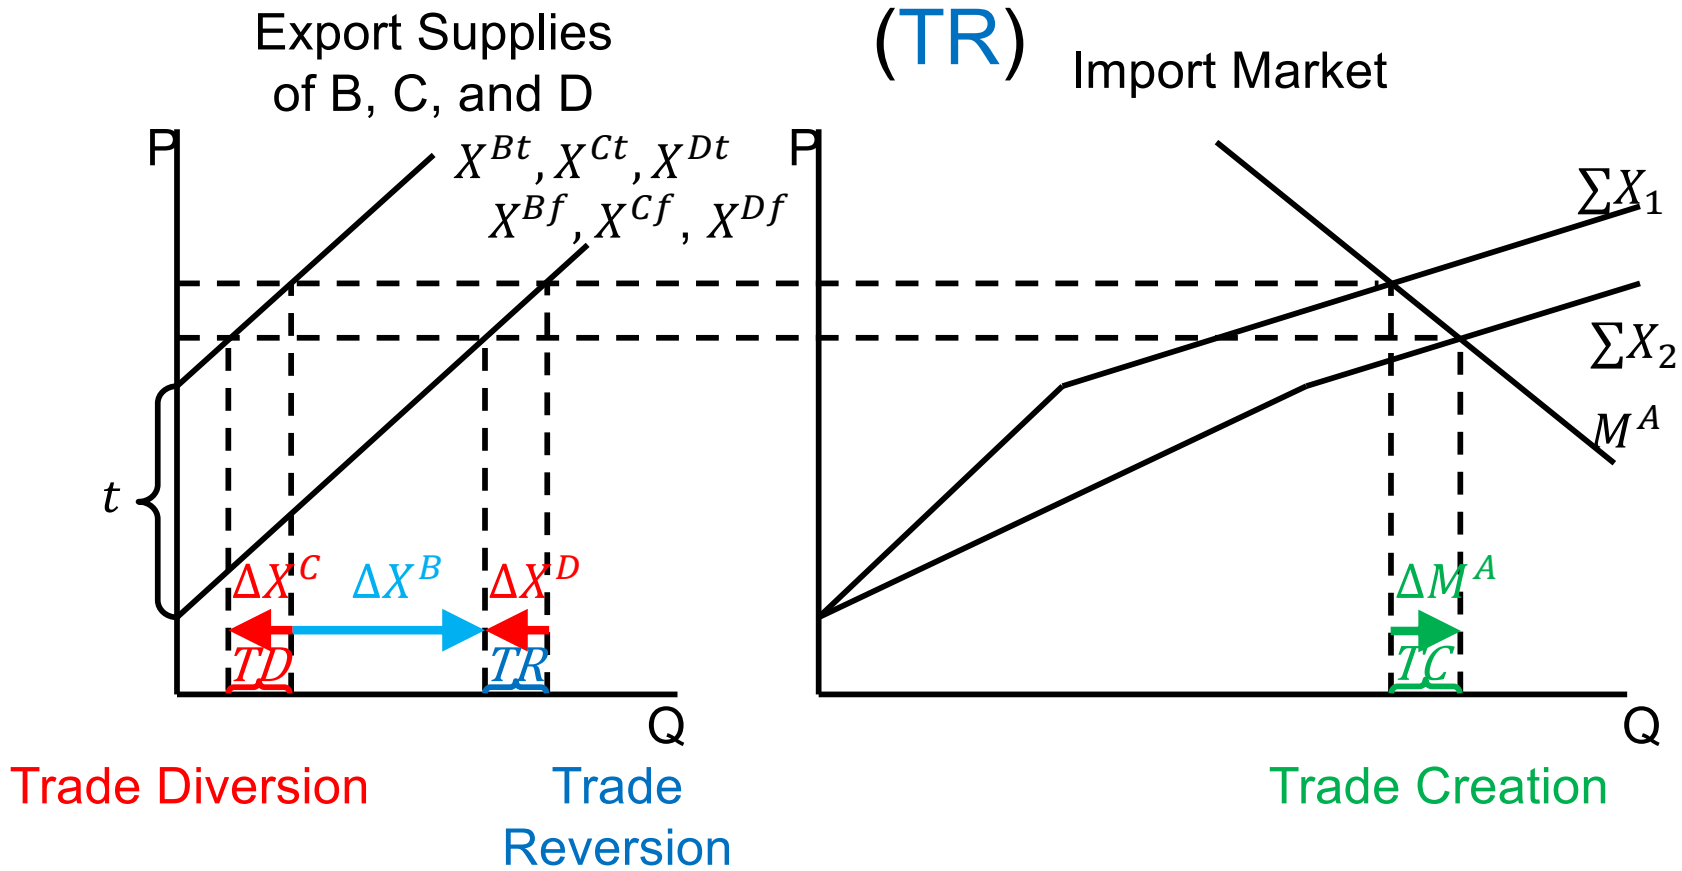 (TR)
Export Supplies
of B, C, and D
Import Market
P
X^{Bt}, X^{Ct}, X^{Dt}
X^{Bf}, X^{Cf}, X^{Df}
t
ΔX^C
ΔX^B
ΔX^D
TD
TR
Q
P
∑X_1
∑X_2
M^A
ΔM^A
TC
Q
Trade Diversion
Trade
Reversion
Trade Creation